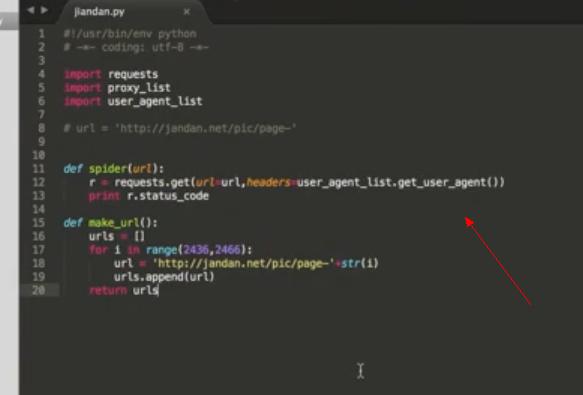 jiandan.py ×
1 #!/usr/bin/env python
2 # -*- coding: utf-8 -*-
3
4 import requests
5 import proxy_list
6 import user_agent_list
7
8 # url = 'http://jandan.net/pic/page-'
9
10
11 def spider(url):
12 r = requests.get(url=url,headers=user_agent_list.get_user_agent())
13 print r.status_code
14
15 def make_url():
16 urls = []
17 for i in range(2436,2466):
18 url = 'http://jandan.net/pic/page-'+str(i)
19 urls.append(url)
20 return urls